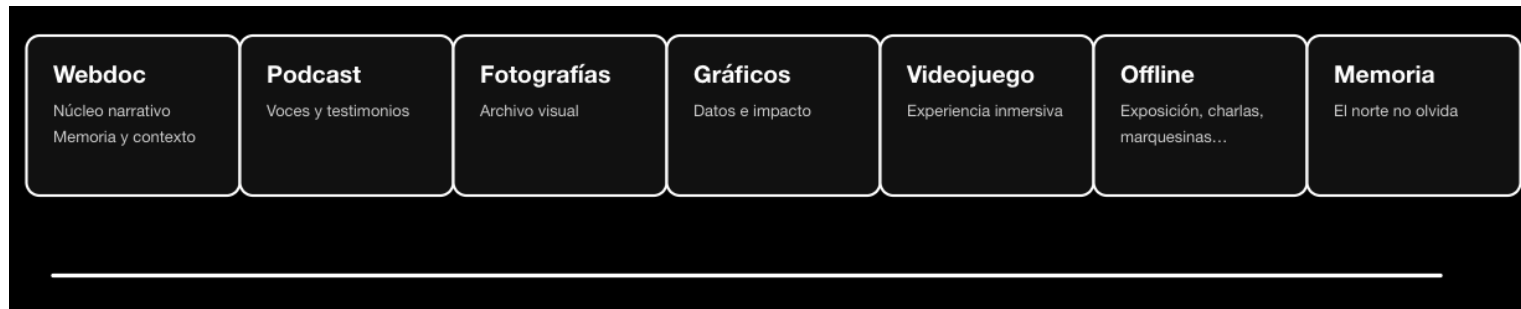 Webdoc
Núcleo narrativo
Memoria y contexto
Podcast
Voces y testimonios
Fotografías
Archivo visual
Gráficos
Datos e impacto
Videojuego
Experiencia inmersiva
Offline
Exposición, charlas,
marquesinas…
Memoria
El norte no olvida